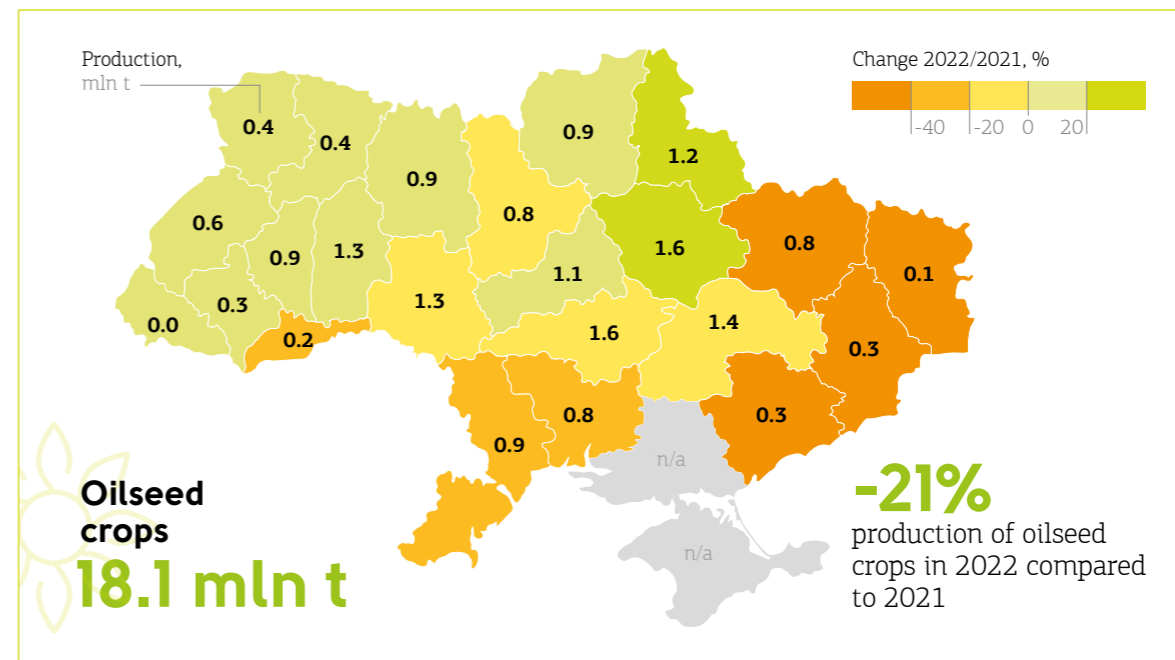 Production,
mln t
Change 2022/2021, %
-40 -20 0 20
0.4
0.4
0.9
0.8
0.9
1.2
0.6
0.9
1.3
1.6
0.8
0.1
0.0
0.3
0.2
1.3
1.1
1.6
1.4
0.3
0.9
0.8
0.3
n/a
n/a
Oilseed
crops
18.1 mln t
-21%
production of oilseed
crops in 2022 compared
to 2021